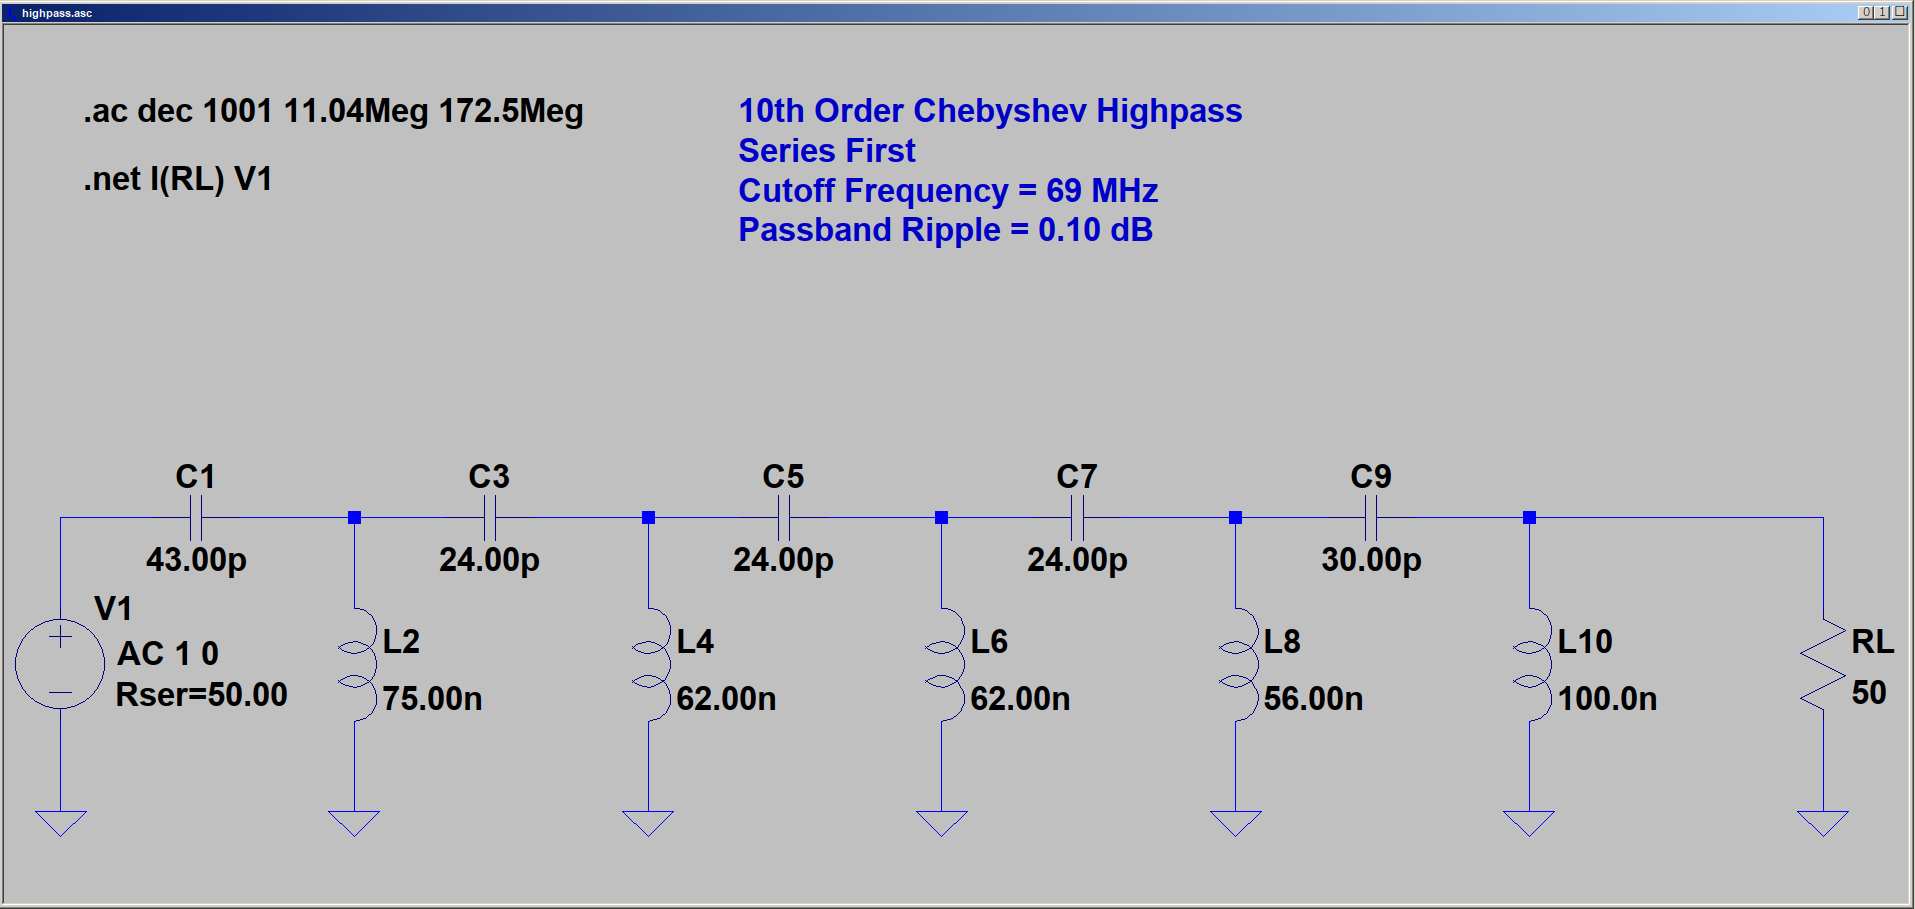 highpass.asc
.ac dec 1001 11.04Meg 172.5Meg
.net I(RL) V1
10th Order Chebyshev Highpass
Series First
Cutoff Frequency = 69 MHz
Passband Ripple = 0.10 dB
C1
C3
C5
C7
C9
43.00p
24.00p
24.00p
24.00p
30.00p
V1
AC 1 0
Rser=50.00
L2
75.00n
L4
62.00n
L6
62.00n
L8
56.00n
L10
100.0n
RL
50